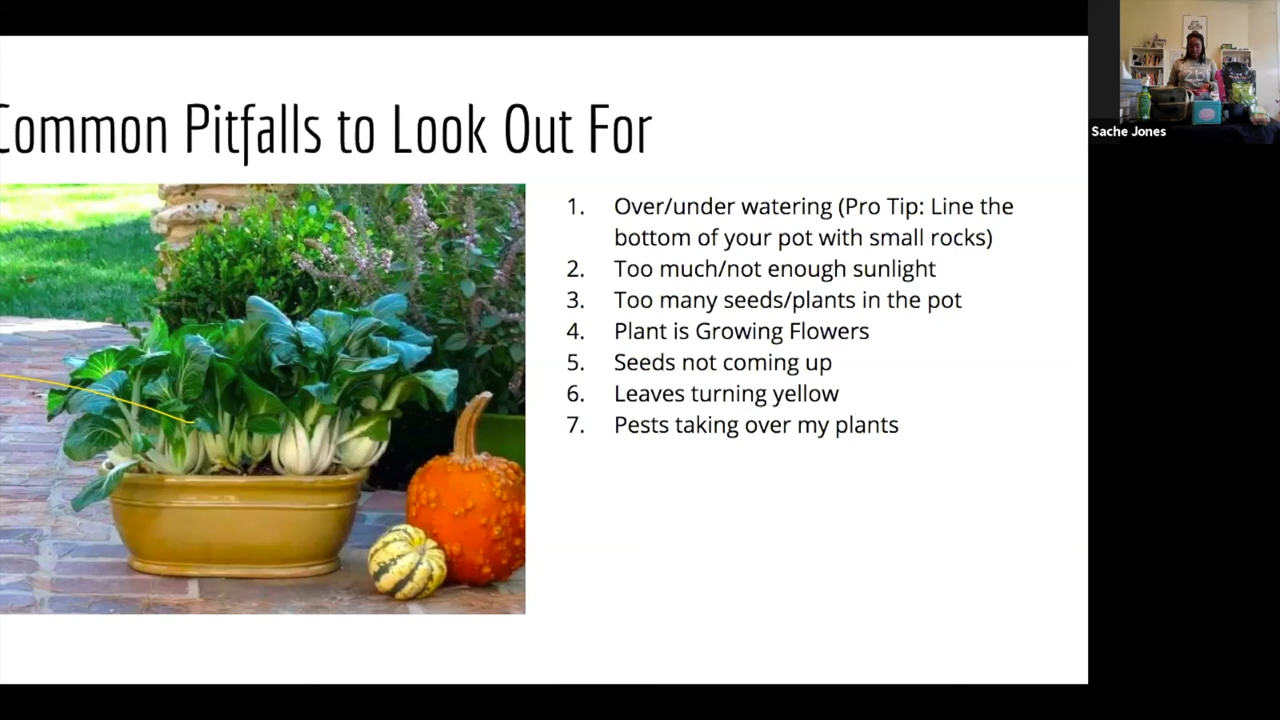 Common Pitfalls to Look Out For
1. Over/under watering (Pro Tip: Line the
bottom of your pot with small rocks)
2. Too much/not enough sunlight
3. Too many seeds/plants in the pot
4. Plant is Growing Flowers
5. Seeds not coming up
6. Leaves turning yellow
7. Pests taking over my plants
Sache Jones